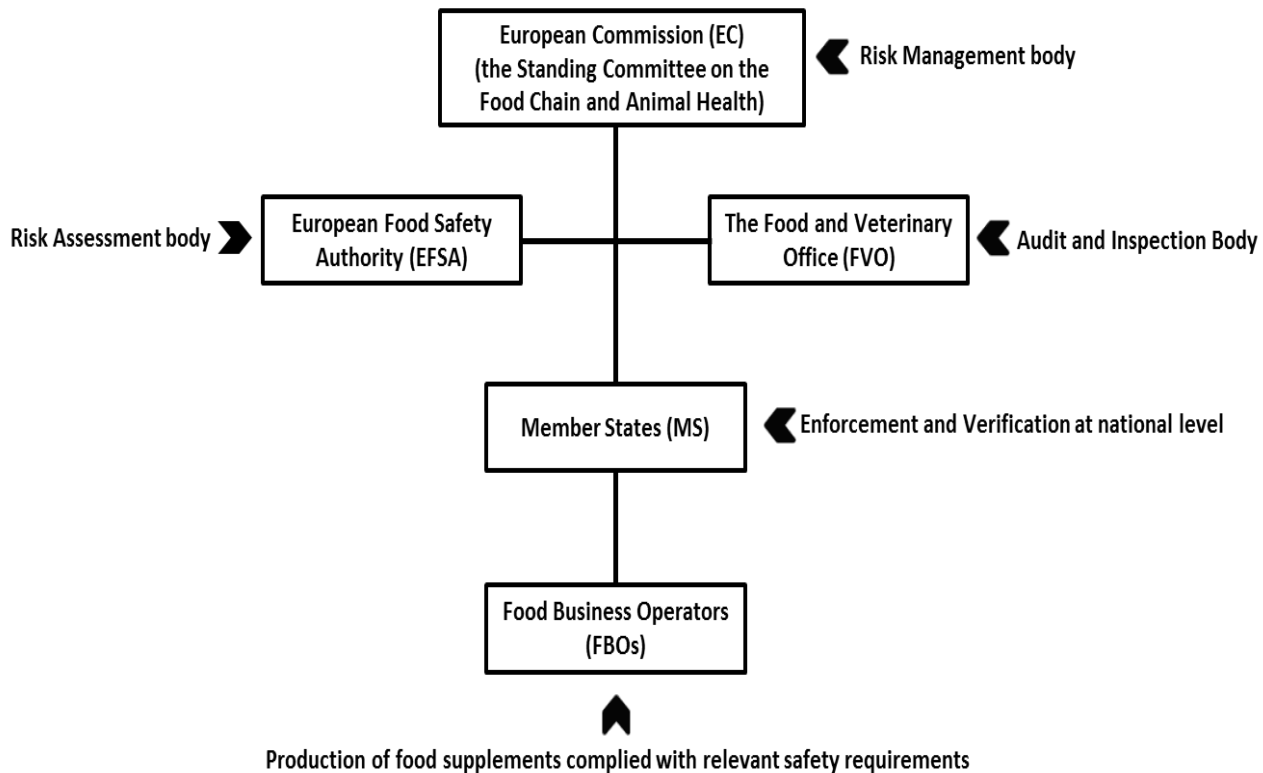 European Commission (EC)
(the Standing Committee on the
Food Chain and Animal Health)
Risk Management body
Risk Assessment body
European Food Safety
Authority (EFSA)
The Food and Veterinary
Office (FVO)
Audit and Inspection Body
Member States (MS)
Enforcement and Verification at national level
Food Business Operators
(FBOs)
Production of food supplements complied with relevant safety requirements